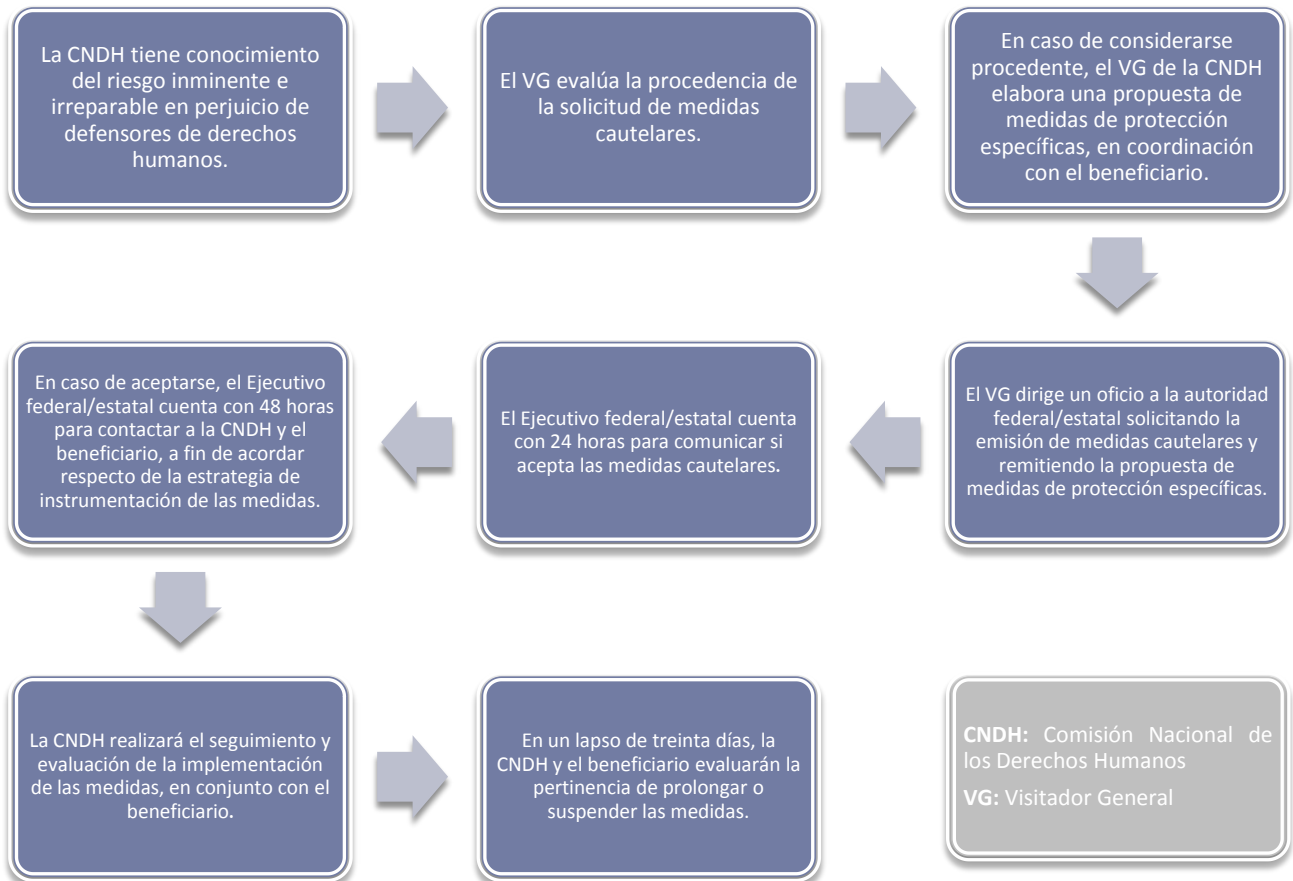 La CNDH tiene conocimiento
del riesgo inminente e
irreparable en perjuicio de
defensores de derechos
humanos.
El VG evalúa la procedencia de
la solicitud de medidas
cautelares.
En caso de considerarse
procedente, el VG de la CNDH
elabora una propuesta de
medidas de protección
específicas, en coordinación
con el beneficiario.
El VG dirige un oficio a la autoridad
federal/estatal solicitando la
emisión de medidas cautelares y
remitiendo la propuesta de
medidas de protección específicas.
El Ejecutivo federal/estatal cuenta
con 24 horas para comunicar si
acepta las medidas cautelares.
En caso de aceptarse, el Ejecutivo
federal/estatal cuenta con 48 horas
para contactar a la CNDH y el
beneficiario, a fin de acordar
respecto de la estrategia de
instrumentación de las medidas.
La CNDH realizará el seguimiento y
evaluación de la implementación
de las medidas, en conjunto con el
beneficiario.
En un lapso de treinta días, la
CNDH y el beneficiario evaluarán la
pertinencia de prolongar o
suspender las medidas.
CNDH: Comisión Nacional de
los Derechos Humanos
VG: Visitador General